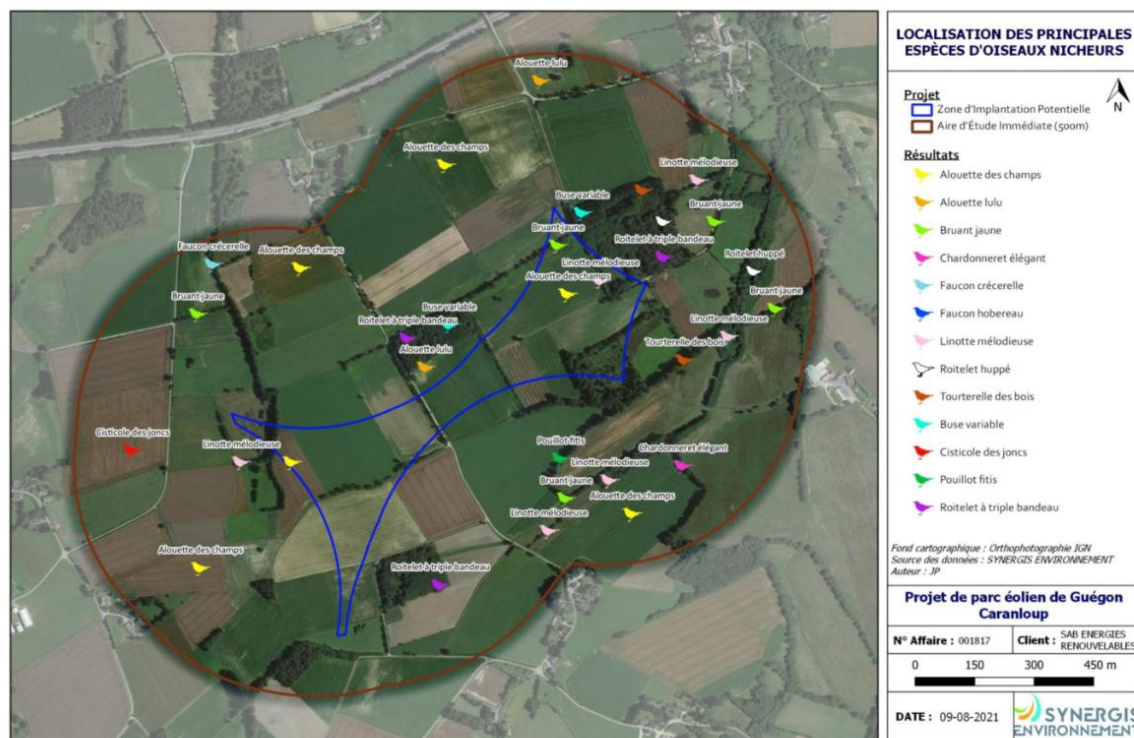 Alouette lulu
Alouette des champs
Linotte mélodieuse
Buse variable
Bruant jaune
Bruant jaune
Roitelet à triple bandeau
Faucon crécerelle
Alouette des champs
Linotte mélodieuse
Roitelet huppé
Alouette des champs
Bruant jaune
Bruant jaune
Buse variable
Roitelet à triple bandeau
Linotte mélodieuse
Alouette lulu
Tourterelle des bois
Cisticole des joncs
Linotte mélodieuse
Pouillot fitis
Chardonneret élégant
Linotte mélodieuse
Bruant jaune
Alouette des champs
Linotte mélodieuse
Alouette des champs
Roitelet à triple bandeau
LOCALISATION DES PRINCIPALES
ESPÈCES D'OISEAUX NICHEURS
Projet
N
Zone d'Implantation Potentielle
Aire d'Étude Immédiate (500m)
Résultats
Alouette des champs
Alouette lulu
Bruant jaune
Chardonneret élégant
Faucon crécerelle
Faucon hobereau
Linotte mélodieuse
Roitelet huppé
Tourterelle des bois
Buse variable
Cisticole des joncs
Pouillot fitis
Roitelet à triple bandeau
Fond cartographique : Orthophotographie IGN
Source des données : SYNERGIS ENVIRONNEMENT
Auteur : JP
Projet de parc éolien de Guégon
Caranloup
N° Affaire : 001817
Client : SAB ENERGIES
RENOUVELABLES
0 150 300 450 m
DATE : 09-08-2021
SYNERGIS
ENVIRONNEMENT